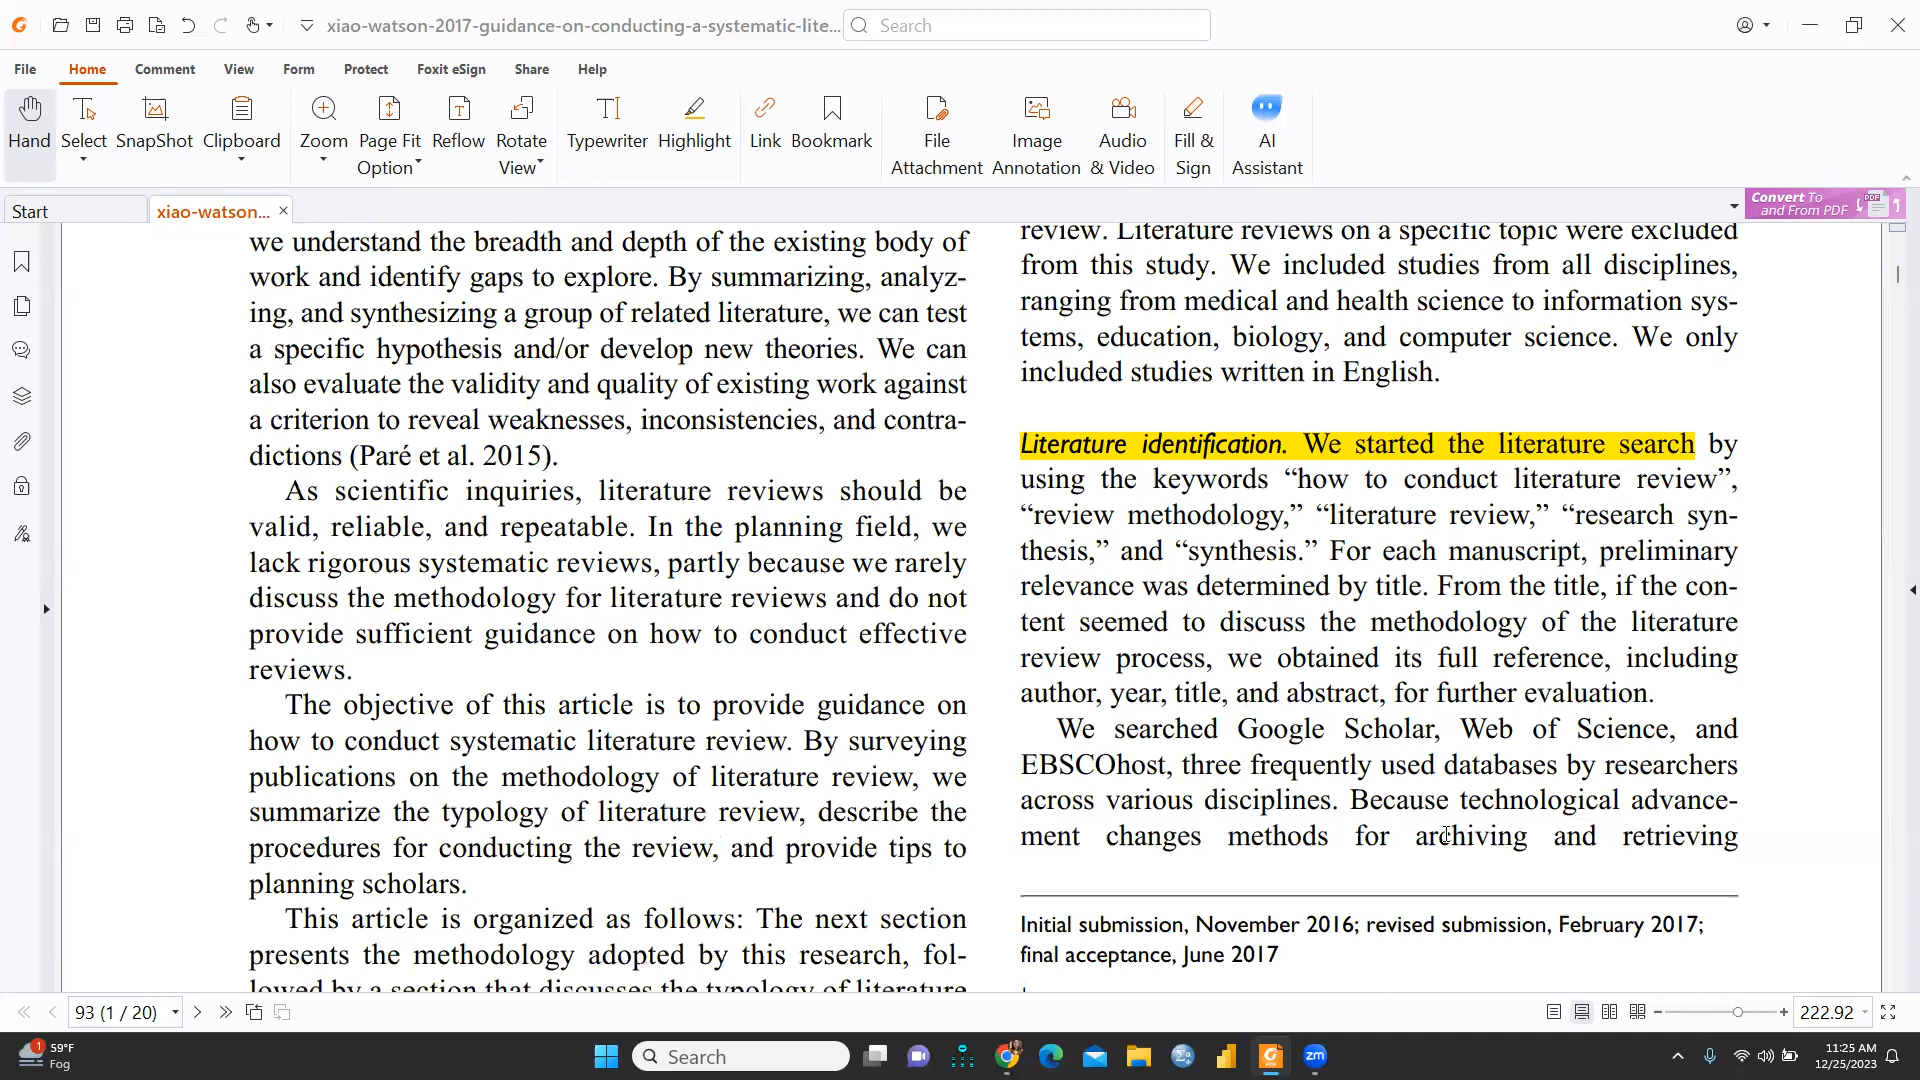 xiao-watson-2017-guidance-on-conducting-a-systematic-lite...
Search
File
Home
Comment
View
Form
Protect
Foxit eSign
Share
Help
Hand
Select
SnapShot
Clipboard
Zoom
Page Fit
Option
Reflow
Rotate
View
Typewriter
Highlight
Link
Bookmark
File
Attachment
Image
Annotation
Audio
& Video
Fill &
Sign
AI
Assistant
Start
xiao-watson...
Convert To
and From PDF
PDF
we understand the breadth and depth of the existing body of
work and identify gaps to explore. By summarizing, analyz-
ing, and synthesizing a group of related literature, we can test
a specific hypothesis and/or develop new theories. We can
also evaluate the validity and quality of existing work against
a criterion to reveal weaknesses, inconsistencies, and contra-
dictions (Paré et al. 2015).
As scientific inquiries, literature reviews should be
valid, reliable, and repeatable. In the planning field, we
lack rigorous systematic reviews, partly because we rarely
discuss the methodology for literature reviews and do not
provide sufficient guidance on how to conduct effective
reviews.
The objective of this article is to provide guidance on
how to conduct systematic literature review. By surveying
publications on the methodology of literature review, we
summarize the typology of literature review, describe the
procedures for conducting the review, and provide tips to
planning scholars.
This article is organized as follows: The next section
presents the methodology adopted by this research, fol-
lowed by a section that discusses the typology of literature
review. Literature reviews on a specific topic were excluded
from this study. We included studies from all disciplines,
ranging from medical and health science to information sys-
tems, education, biology, and computer science. We only
included studies written in English.
Literature identification. We started the literature search by
using the keywords “how to conduct literature review”,
“review methodology,” “literature review,” “research syn-
thesis,” and “synthesis.” For each manuscript, preliminary
relevance was determined by title. From the title, if the con-
tent seemed to discuss the methodology of the literature
review process, we obtained its full reference, including
author, year, title, and abstract, for further evaluation.
We searched Google Scholar, Web of Science, and
EBSCOhost, three frequently used databases by researchers
across various disciplines. Because technological advance-
ment changes methods for archiving and retrieving
Initial submission, November 2016; revised submission, February 2017;
final acceptance, June 2017
93 (1 / 20)
222.92
1
59°F
Fog
Search
zm
11:25 AM
12/25/2023